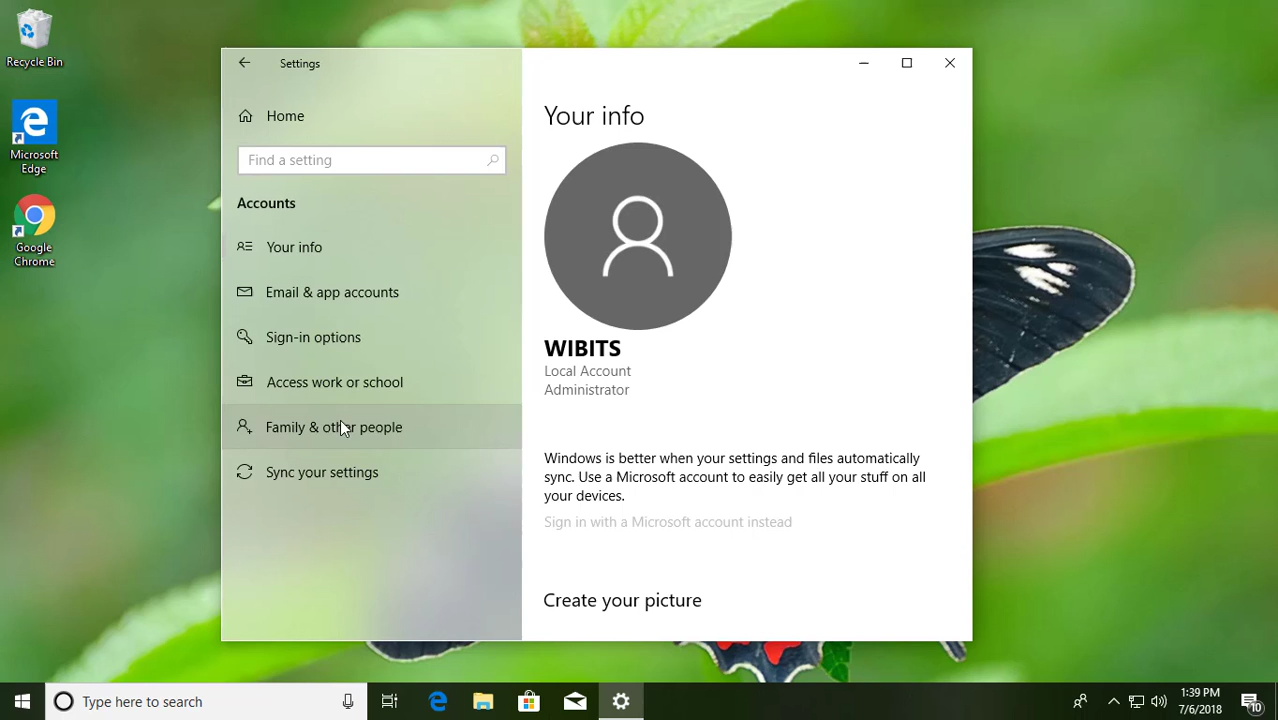 Recycle Bin
Microsoft
Edge
Google
Chrome
Settings
Home
Find a setting
Accounts
Your info
Email & app accounts
Sign-in options
Access work or school
Family & other people
Sync your settings
Your info
WIBITS
Local Account
Administrator
Windows is better when your settings and files automatically
sync. Use a Microsoft account to easily get all your stuff on all
your devices.
Sign in with a Microsoft account instead
Create your picture
Type here to search
1:39 PM
7/6/2018
10